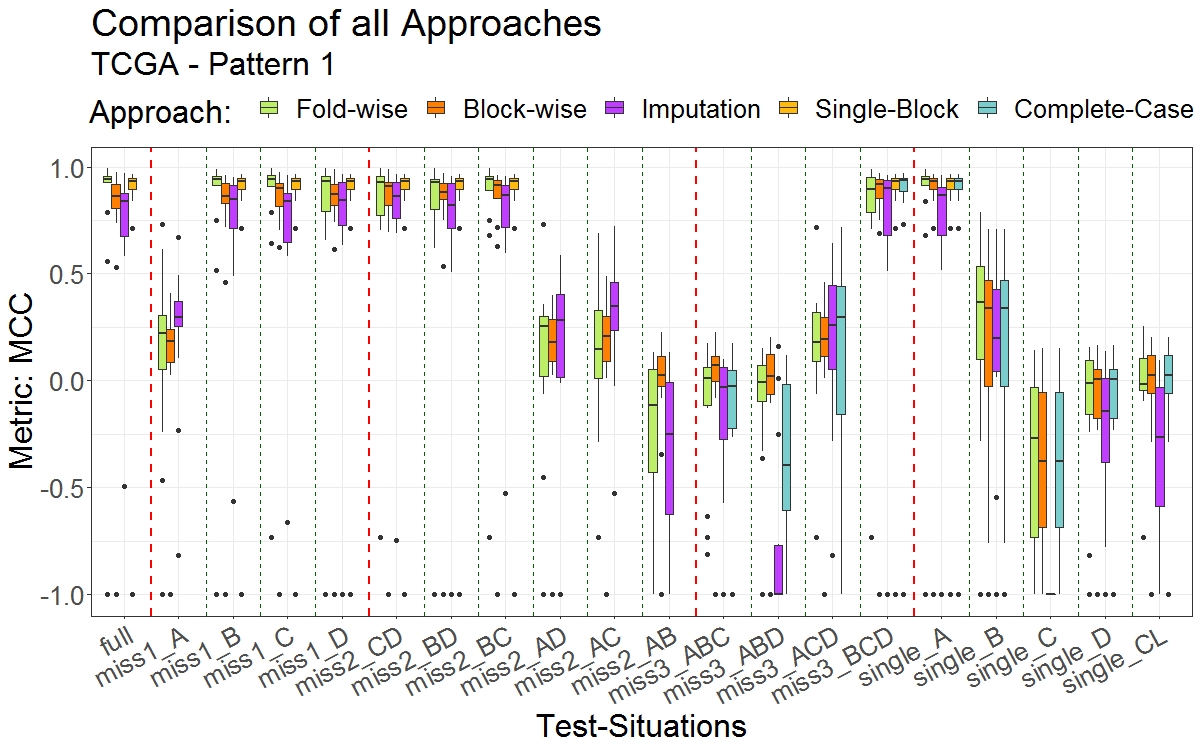 Comparison of all Approaches
TCGA - Pattern 1
Approach: Fold-wise Block-wise Imputation Single-Block Complete-Case
Metric: MCC
1.0
0.5
0.0
-0.5
-1.0
full miss1_A miss1_B miss1_C miss1_D miss2_CD miss2_BD miss2_BC miss2_AD miss2_AC miss2_AB miss3_ABC miss3_ABD miss3_ACD miss3_BCD single_A single_B single_C single_D single_CL
Test-Situations